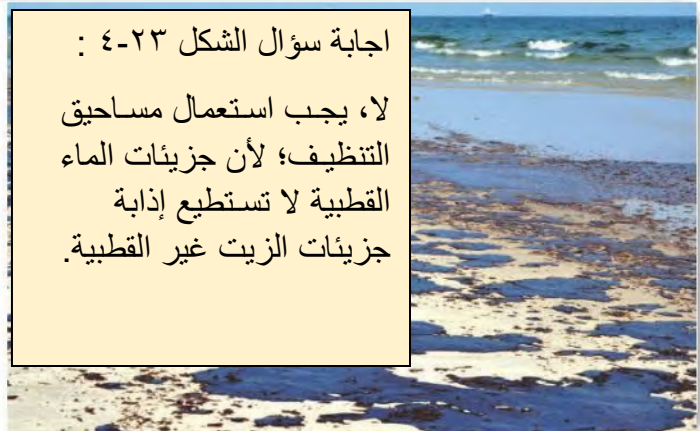 اجابة سؤال الشكل ٢٣-٤ :
لا، يجب استعمال مساحيق
التنظيف؛ لأن جزيئات الماء
القطبية لا تستطيع إذابة
جزيئات الزيت غير القطبية.